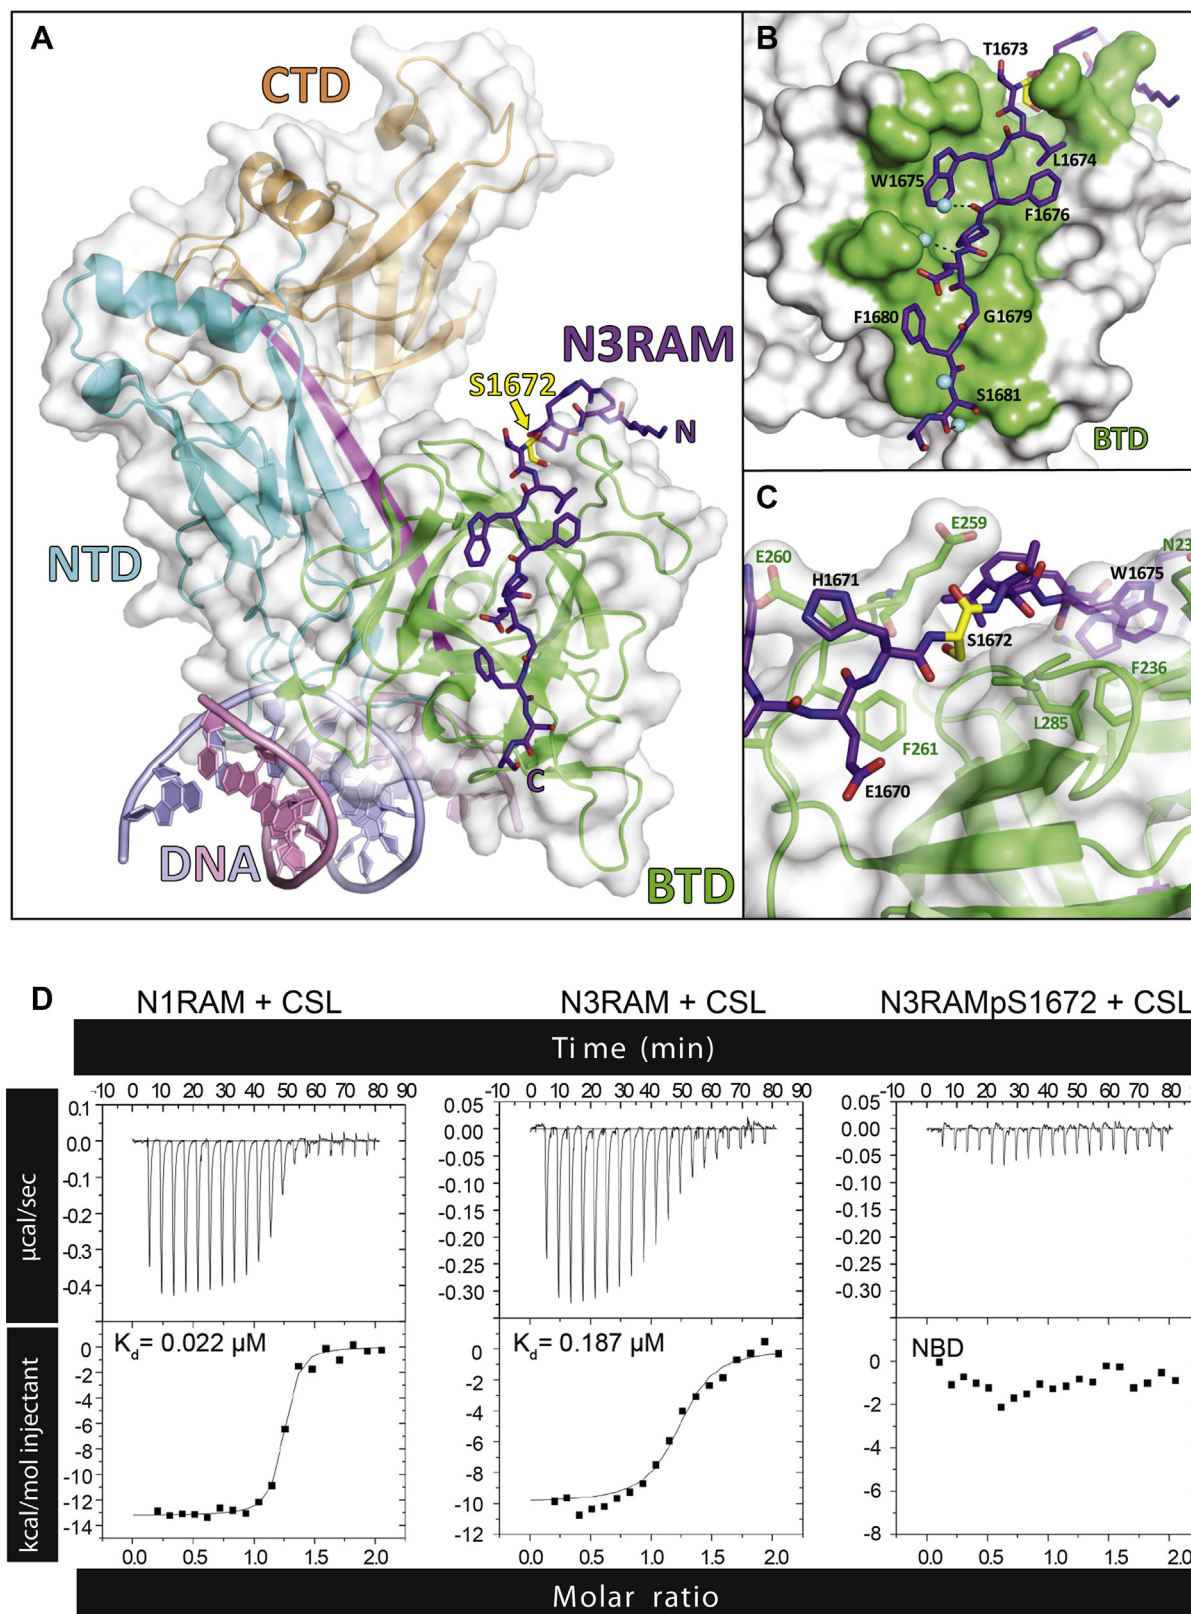 A
CTD
N3RAM
S1672
N
NTD
C
DNA
BTD
B
T1673
L1674
W1675
F1676
F1680
G1679
S1681
BTD
C
E259
E260
H1671
N23
W1675
S1672
F236
L285
F261
E1670
D
N1RAM + CSL
N3RAM + CSL
N3RAMpS1672 + CSL
Time (min)
-10 0 10 20 30 40 50 60 70 80 90
-10 0 10 20 30 40 50 60 70 80 90
-10 0 10 20 30 40 50 60 70 80
µcal/sec
0.1
0.0
-0.1
-0.2
-0.3
-0.4
0.05
0.00
-0.05
-0.10
-0.15
-0.20
-0.25
-0.30
0.05
0.00
-0.05
-0.10
-0.15
-0.20
-0.25
-0.30
kcal/mol injectant
Kd= 0.022 µM
0
-2
-4
-6
-8
-10
-12
-14
Kd= 0.187 µM
0
-2
-4
-6
-8
-10
-12
NBD
0
-2
-4
-6
-8
0.0 0.5 1.0 1.5 2.0
0.0 0.5 1.0 1.5 2.0
0.0 0.5 1.0 1.5 2.0
Molar ratio